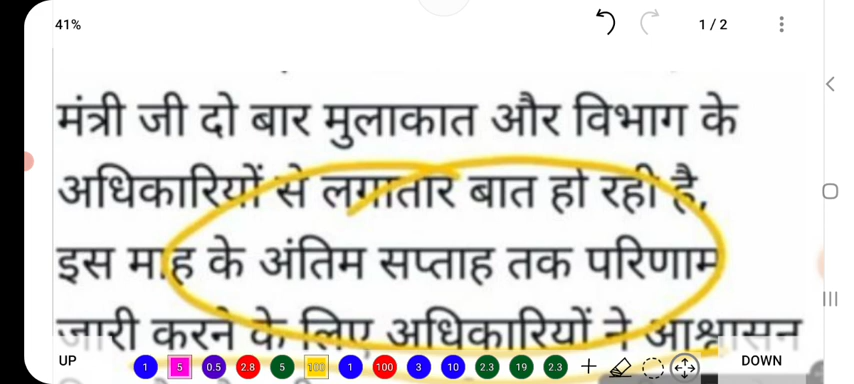 41%
1 / 2
मंत्री जी दो बार मुलाकात और विभाग के
अधिकारियों से लगातार बात हो रही है,
इस माह के अंतिम सप्ताह तक परिणाम
जारी करने के लिए अधिकारियों ने आश्वासन
UP 1 5 0.5 2.8 5 100 1 100 3 10 2.3 19 2.3 DOWN